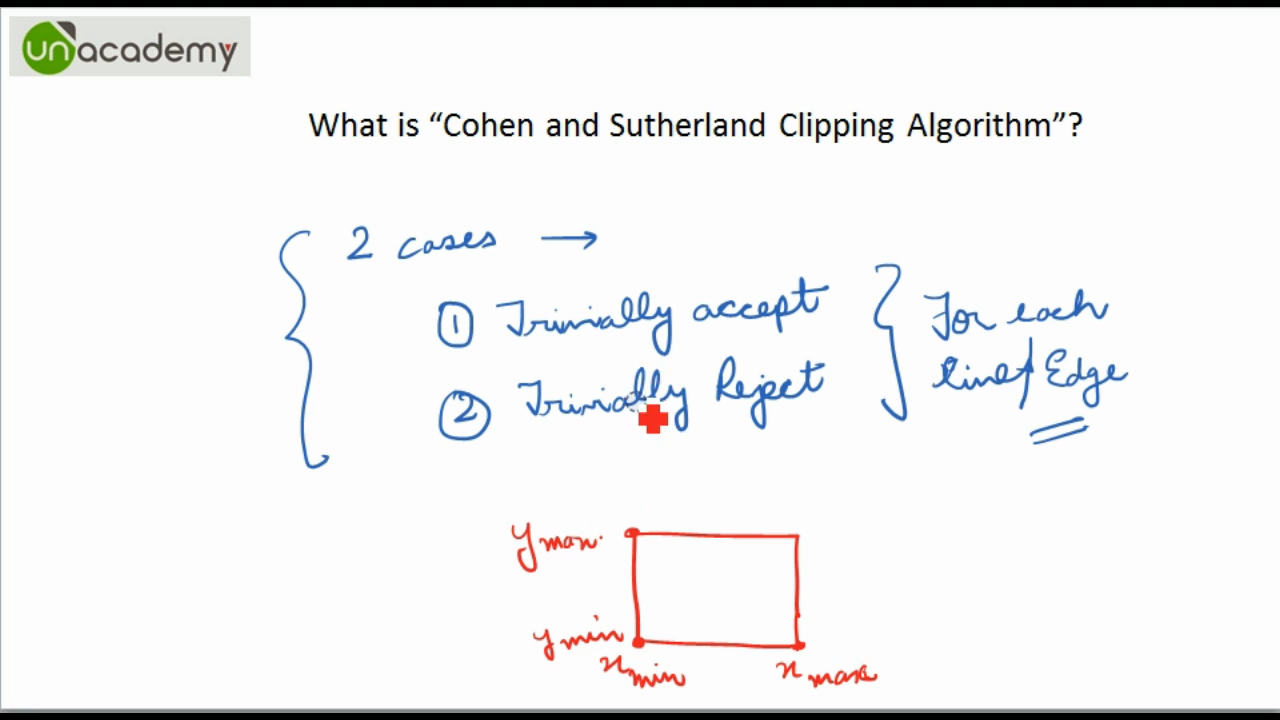 unacademy
What is “Cohen and Sutherland Clipping Algorithm”?
2 cases →
① Trivially accept
② Trivially Reject
For each
line/Edge
ymax
ymin
xmin
xmax